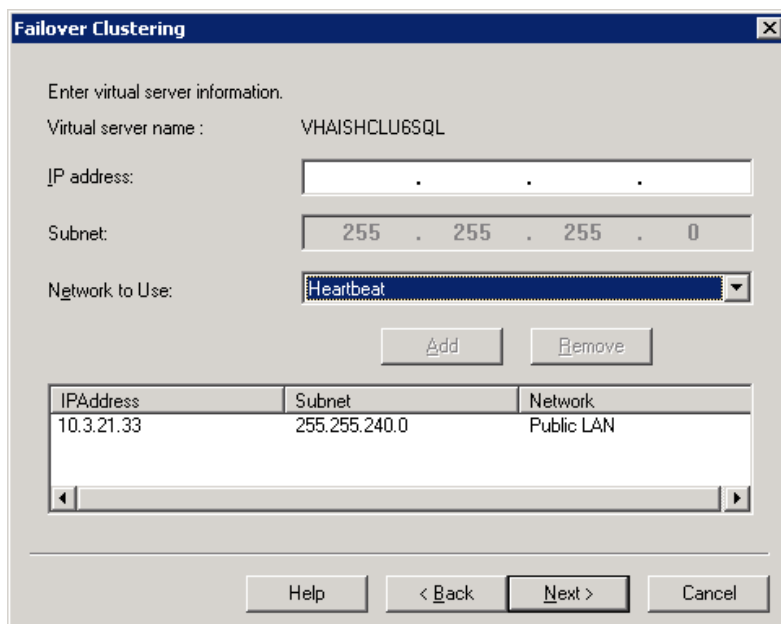 Failover Clustering
Enter virtual server information.
Virtual server name : VHAISHCLU6SQL
IP address: . . .
Subnet: 255 . 255 . 255 . 0
Network to Use: Heartbeat
Add Remove
IPAddress Subnet Network
10.3.21.33 255.255.240.0 Public LAN
Help < Back Next > Cancel